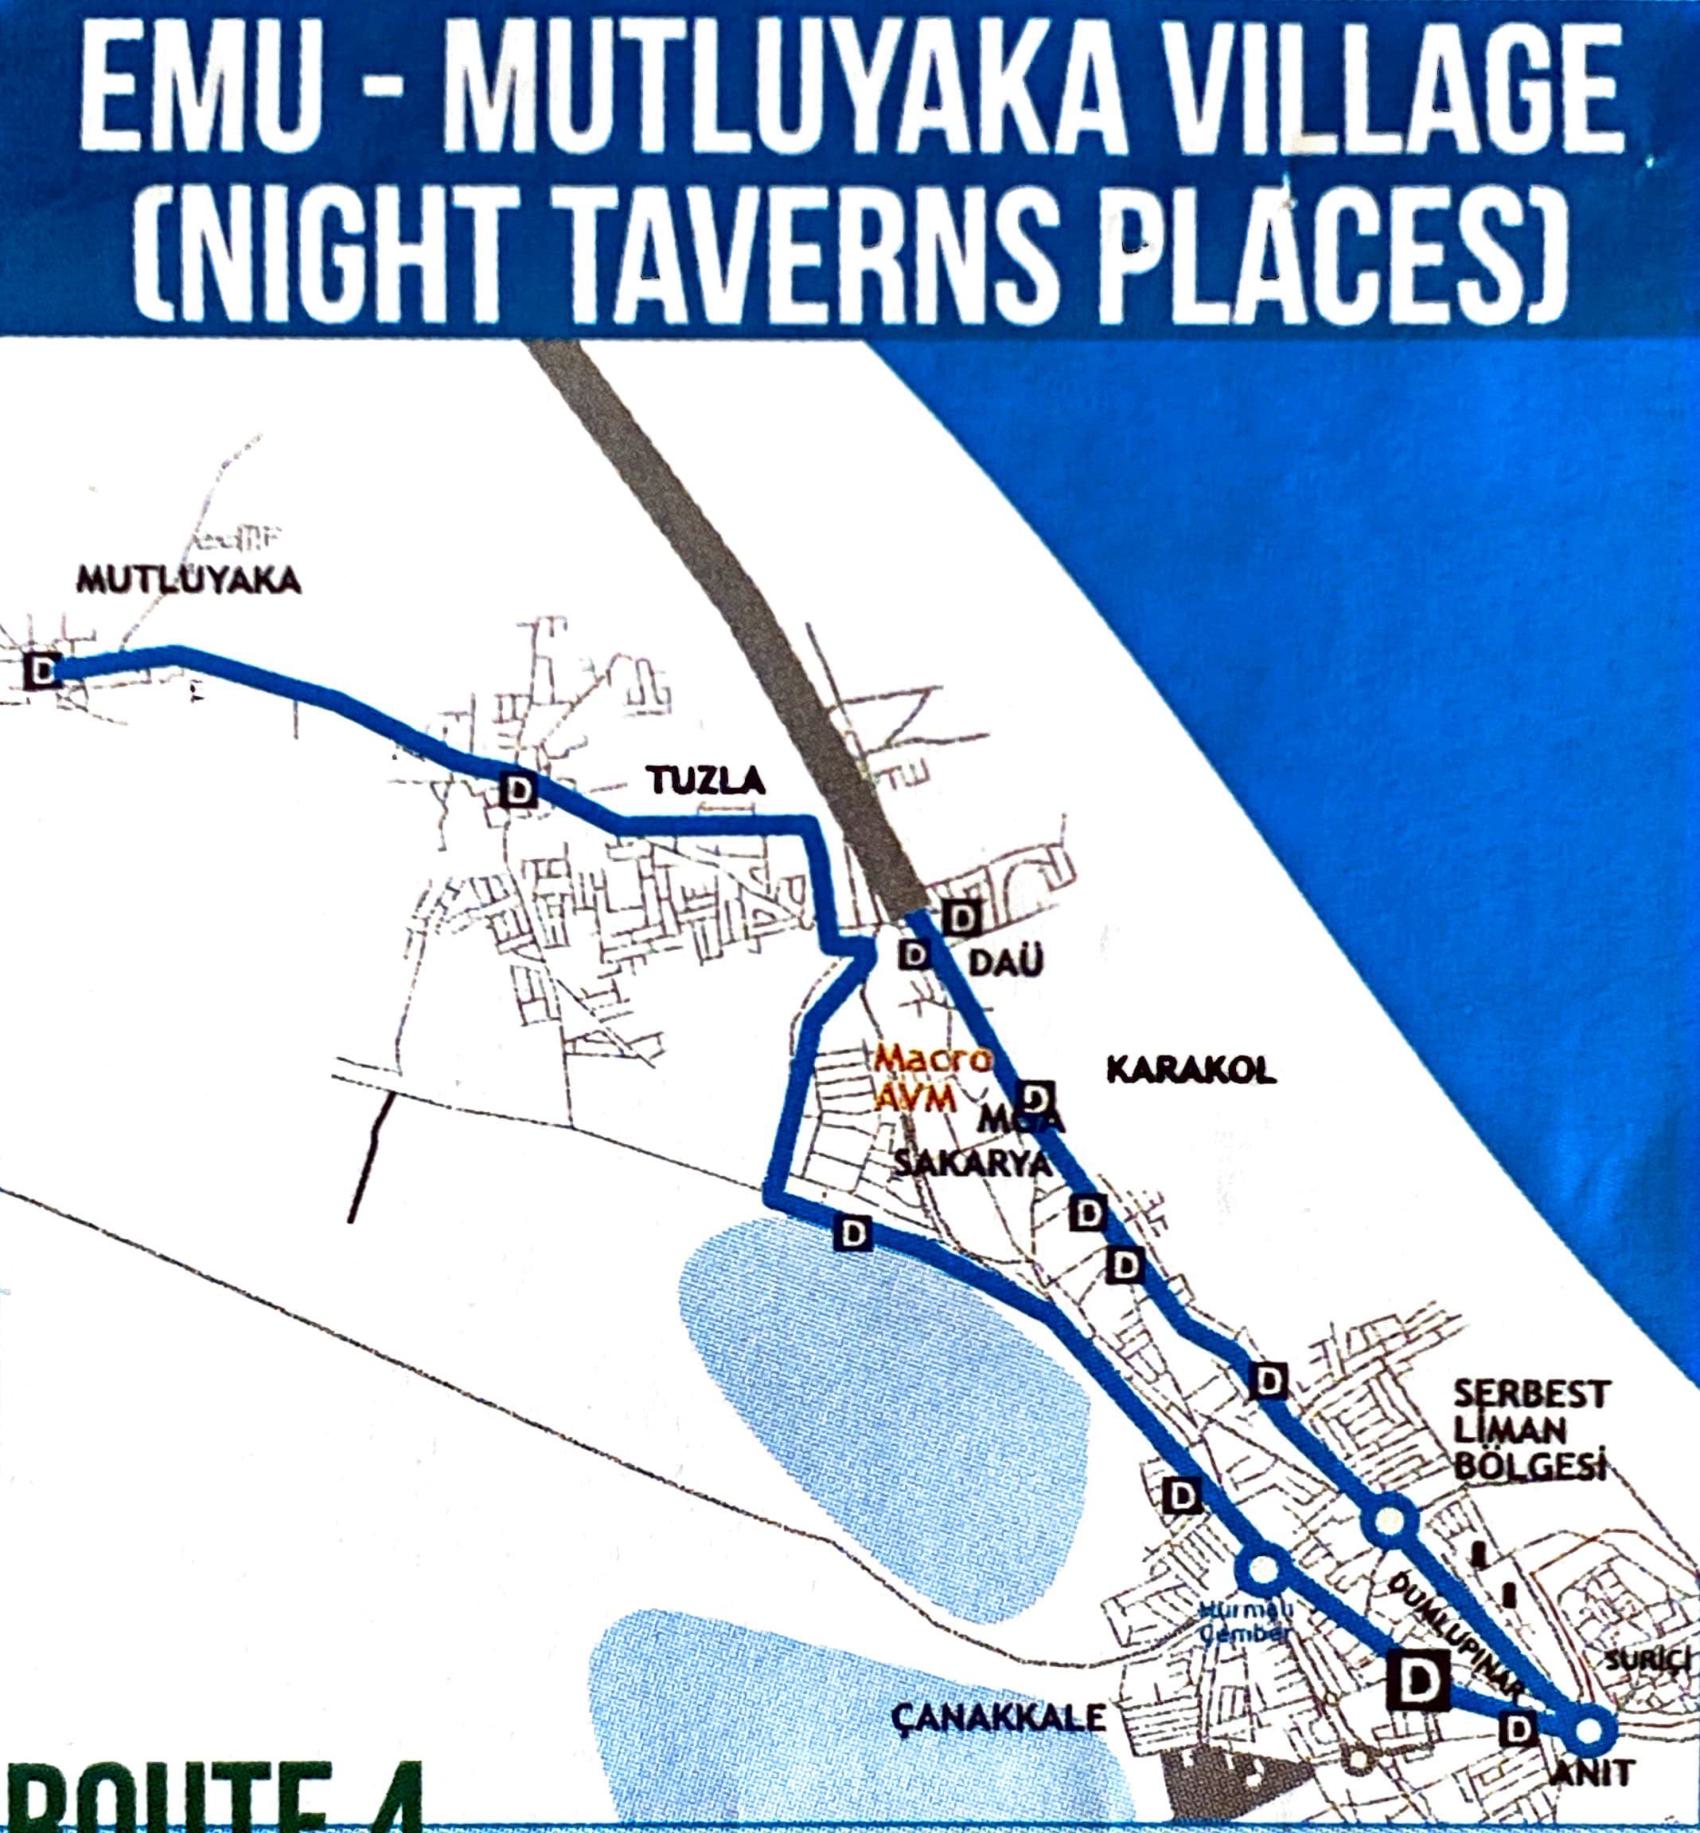 EMU - MUTLUYAKA VILLAGE
(NIGHT TAVERNS PLACES)
MUTLUYAKA
D
TUZLA
D
D
D
DAÜ
Macro
AVM
KARAKOL
D
MGA
SAKARYA
D
D
D
D
SERBEST
LİMAN
BÖLGESİ
D
Hurmalı
Çember
DUMLUPINAR
SURİÇİ
D
D
ÇANAKKALE
ANIT
ROUTE 4